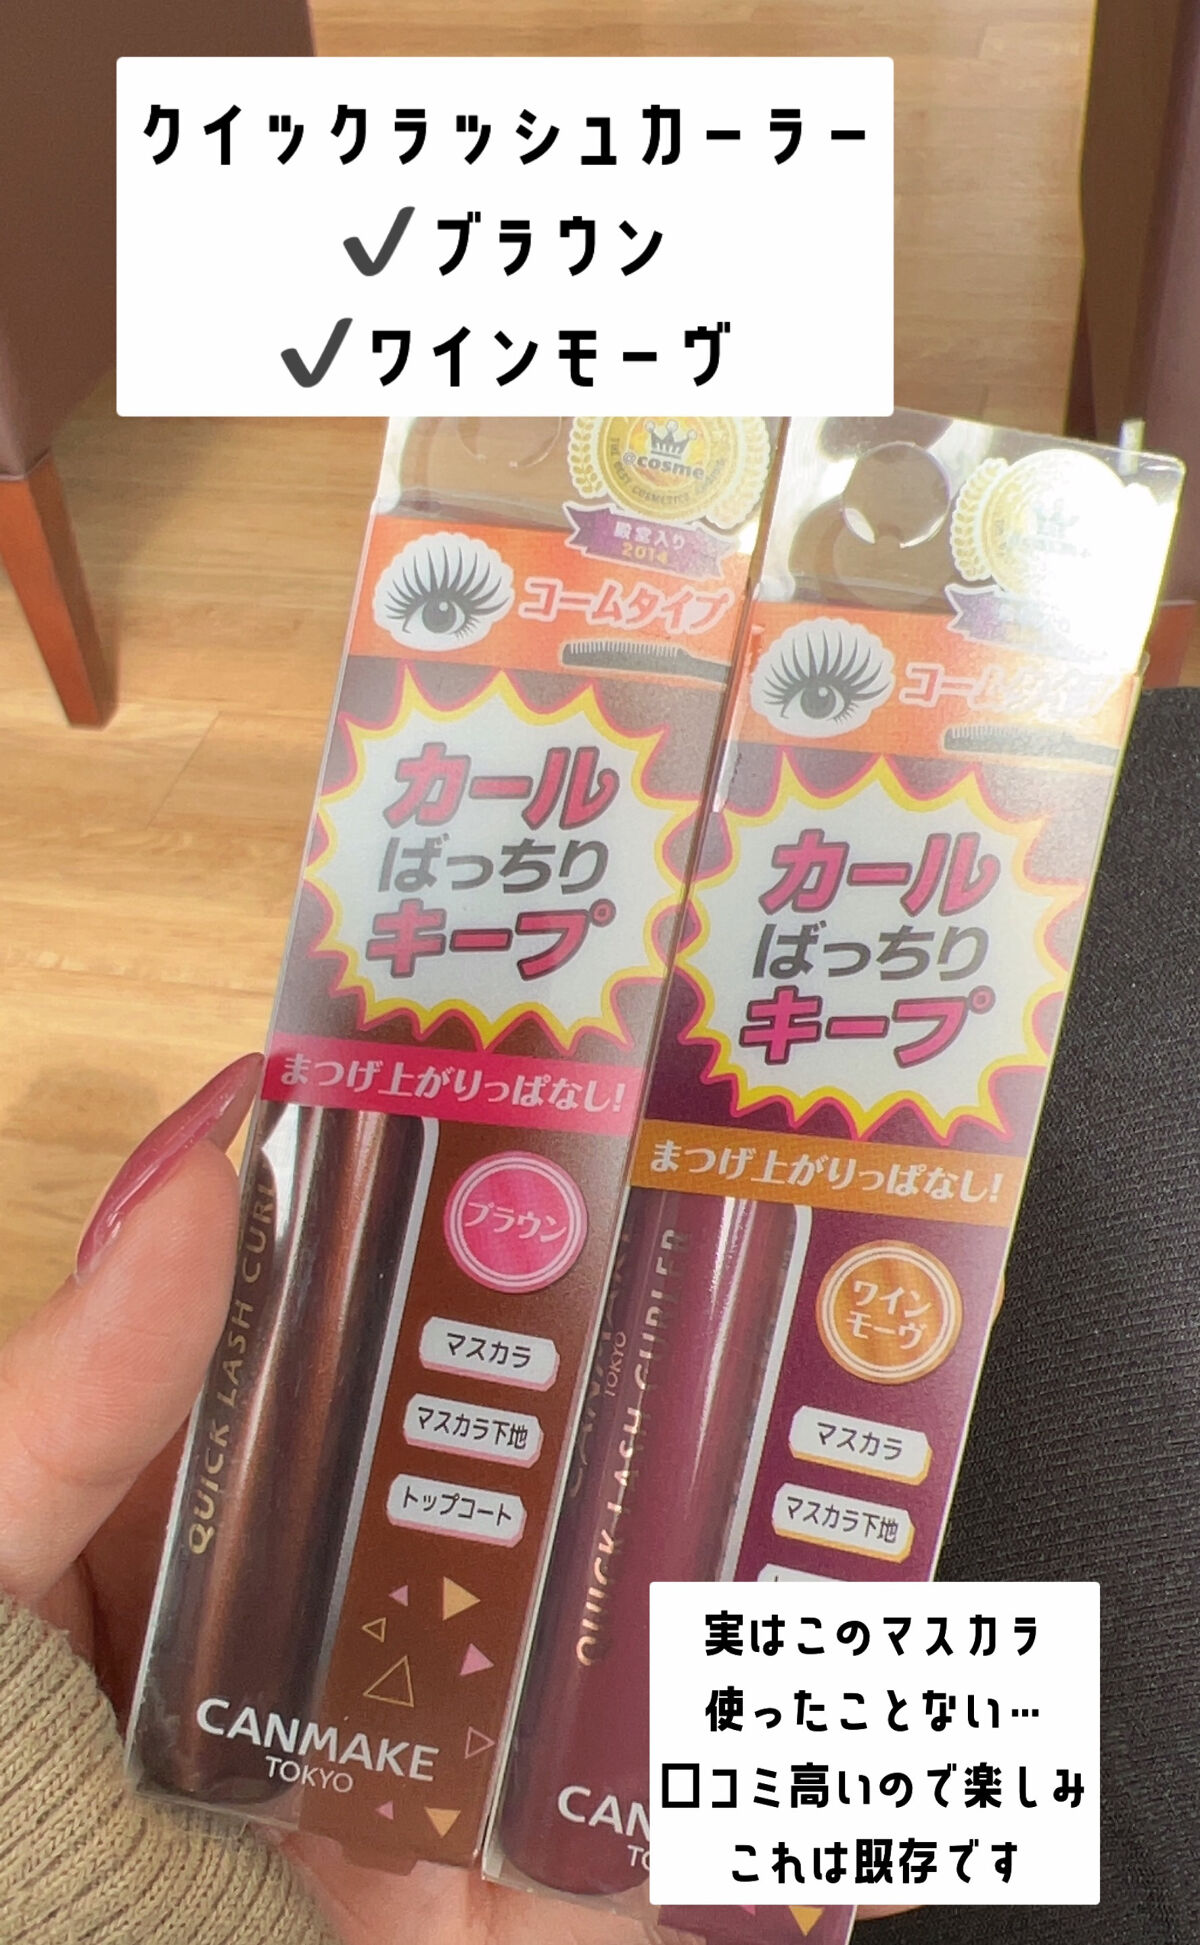 クイックラッシュカーラー
✔ブラウン
✔ワインモーヴ
@cosme
THE BEST COSMETICS AWARDS
殿堂入り
2014
コームタイプ
カール
ばっちり
キープ
まつげ上がりっぱなし!
ブラウン
マスカラ
マスカラ下地
トップコート
QUICK LASH CURL
CANMAKE
TOKYO
コームタイプ
カール
ばっちり
キープ
まつげ上がりっぱなし!
ワイン
モーヴ
マスカラ
マスカラ下地
QUICK LASH CURLER
TOKYO
CAN
実はこのマスカラ
使ったことない…
口コミ高いので楽しみ
これは既存です